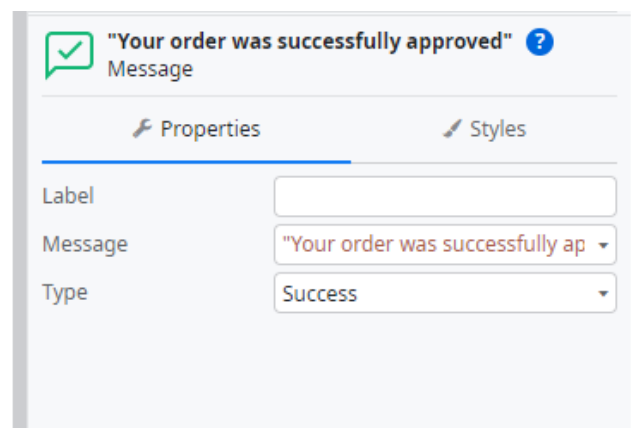 "Your order was successfully approved" ?
Message
Properties
Styles
Label
Message
"Your order was successfully ap
Type
Success